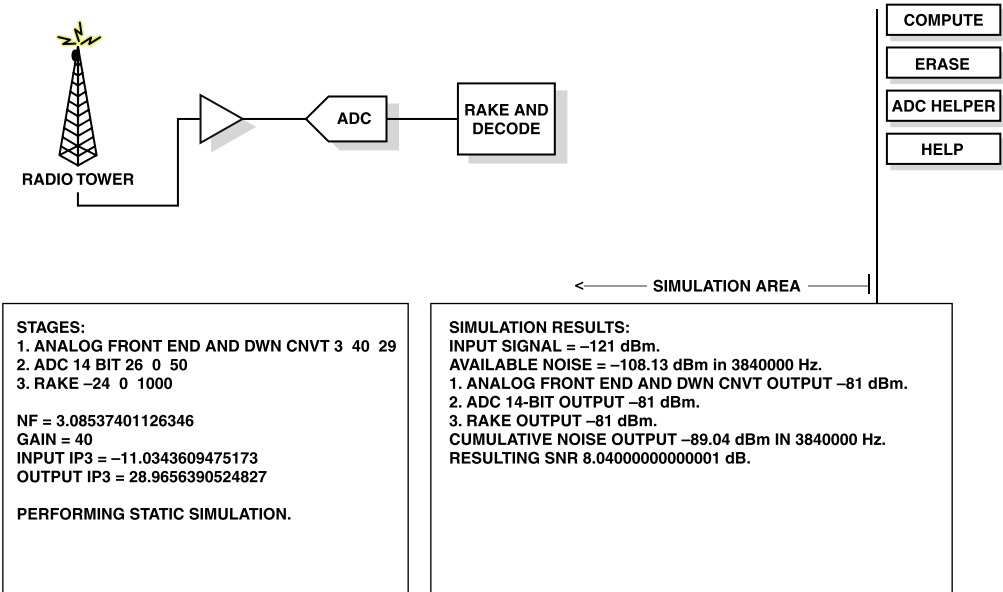 RADIO TOWER
ADC
RAKE AND
DECODE
COMPUTE
ERASE
ADC HELPER
HELP
< SIMULATION AREA
STAGES:
1. ANALOG FRONT END AND DWN CNVT 3 40 29
2. ADC 14 BIT 26 0 50
3. RAKE –24 0 1000
NF = 3.08537401126346
GAIN = 40
INPUT IP3 = –11.0343609475173
OUTPUT IP3 = 28.9656390524827
PERFORMING STATIC SIMULATION.
SIMULATION RESULTS:
INPUT SIGNAL = –121 dBm.
AVAILABLE NOISE = –108.13 dBm in 3840000 Hz.
1. ANALOG FRONT END AND DWN CNVT OUTPUT –81 dBm.
2. ADC 14-BIT OUTPUT –81 dBm.
3. RAKE OUTPUT –81 dBm.
CUMULATIVE NOISE OUTPUT –89.04 dBm IN 3840000 Hz.
RESULTING SNR 8.04000000000001 dB.